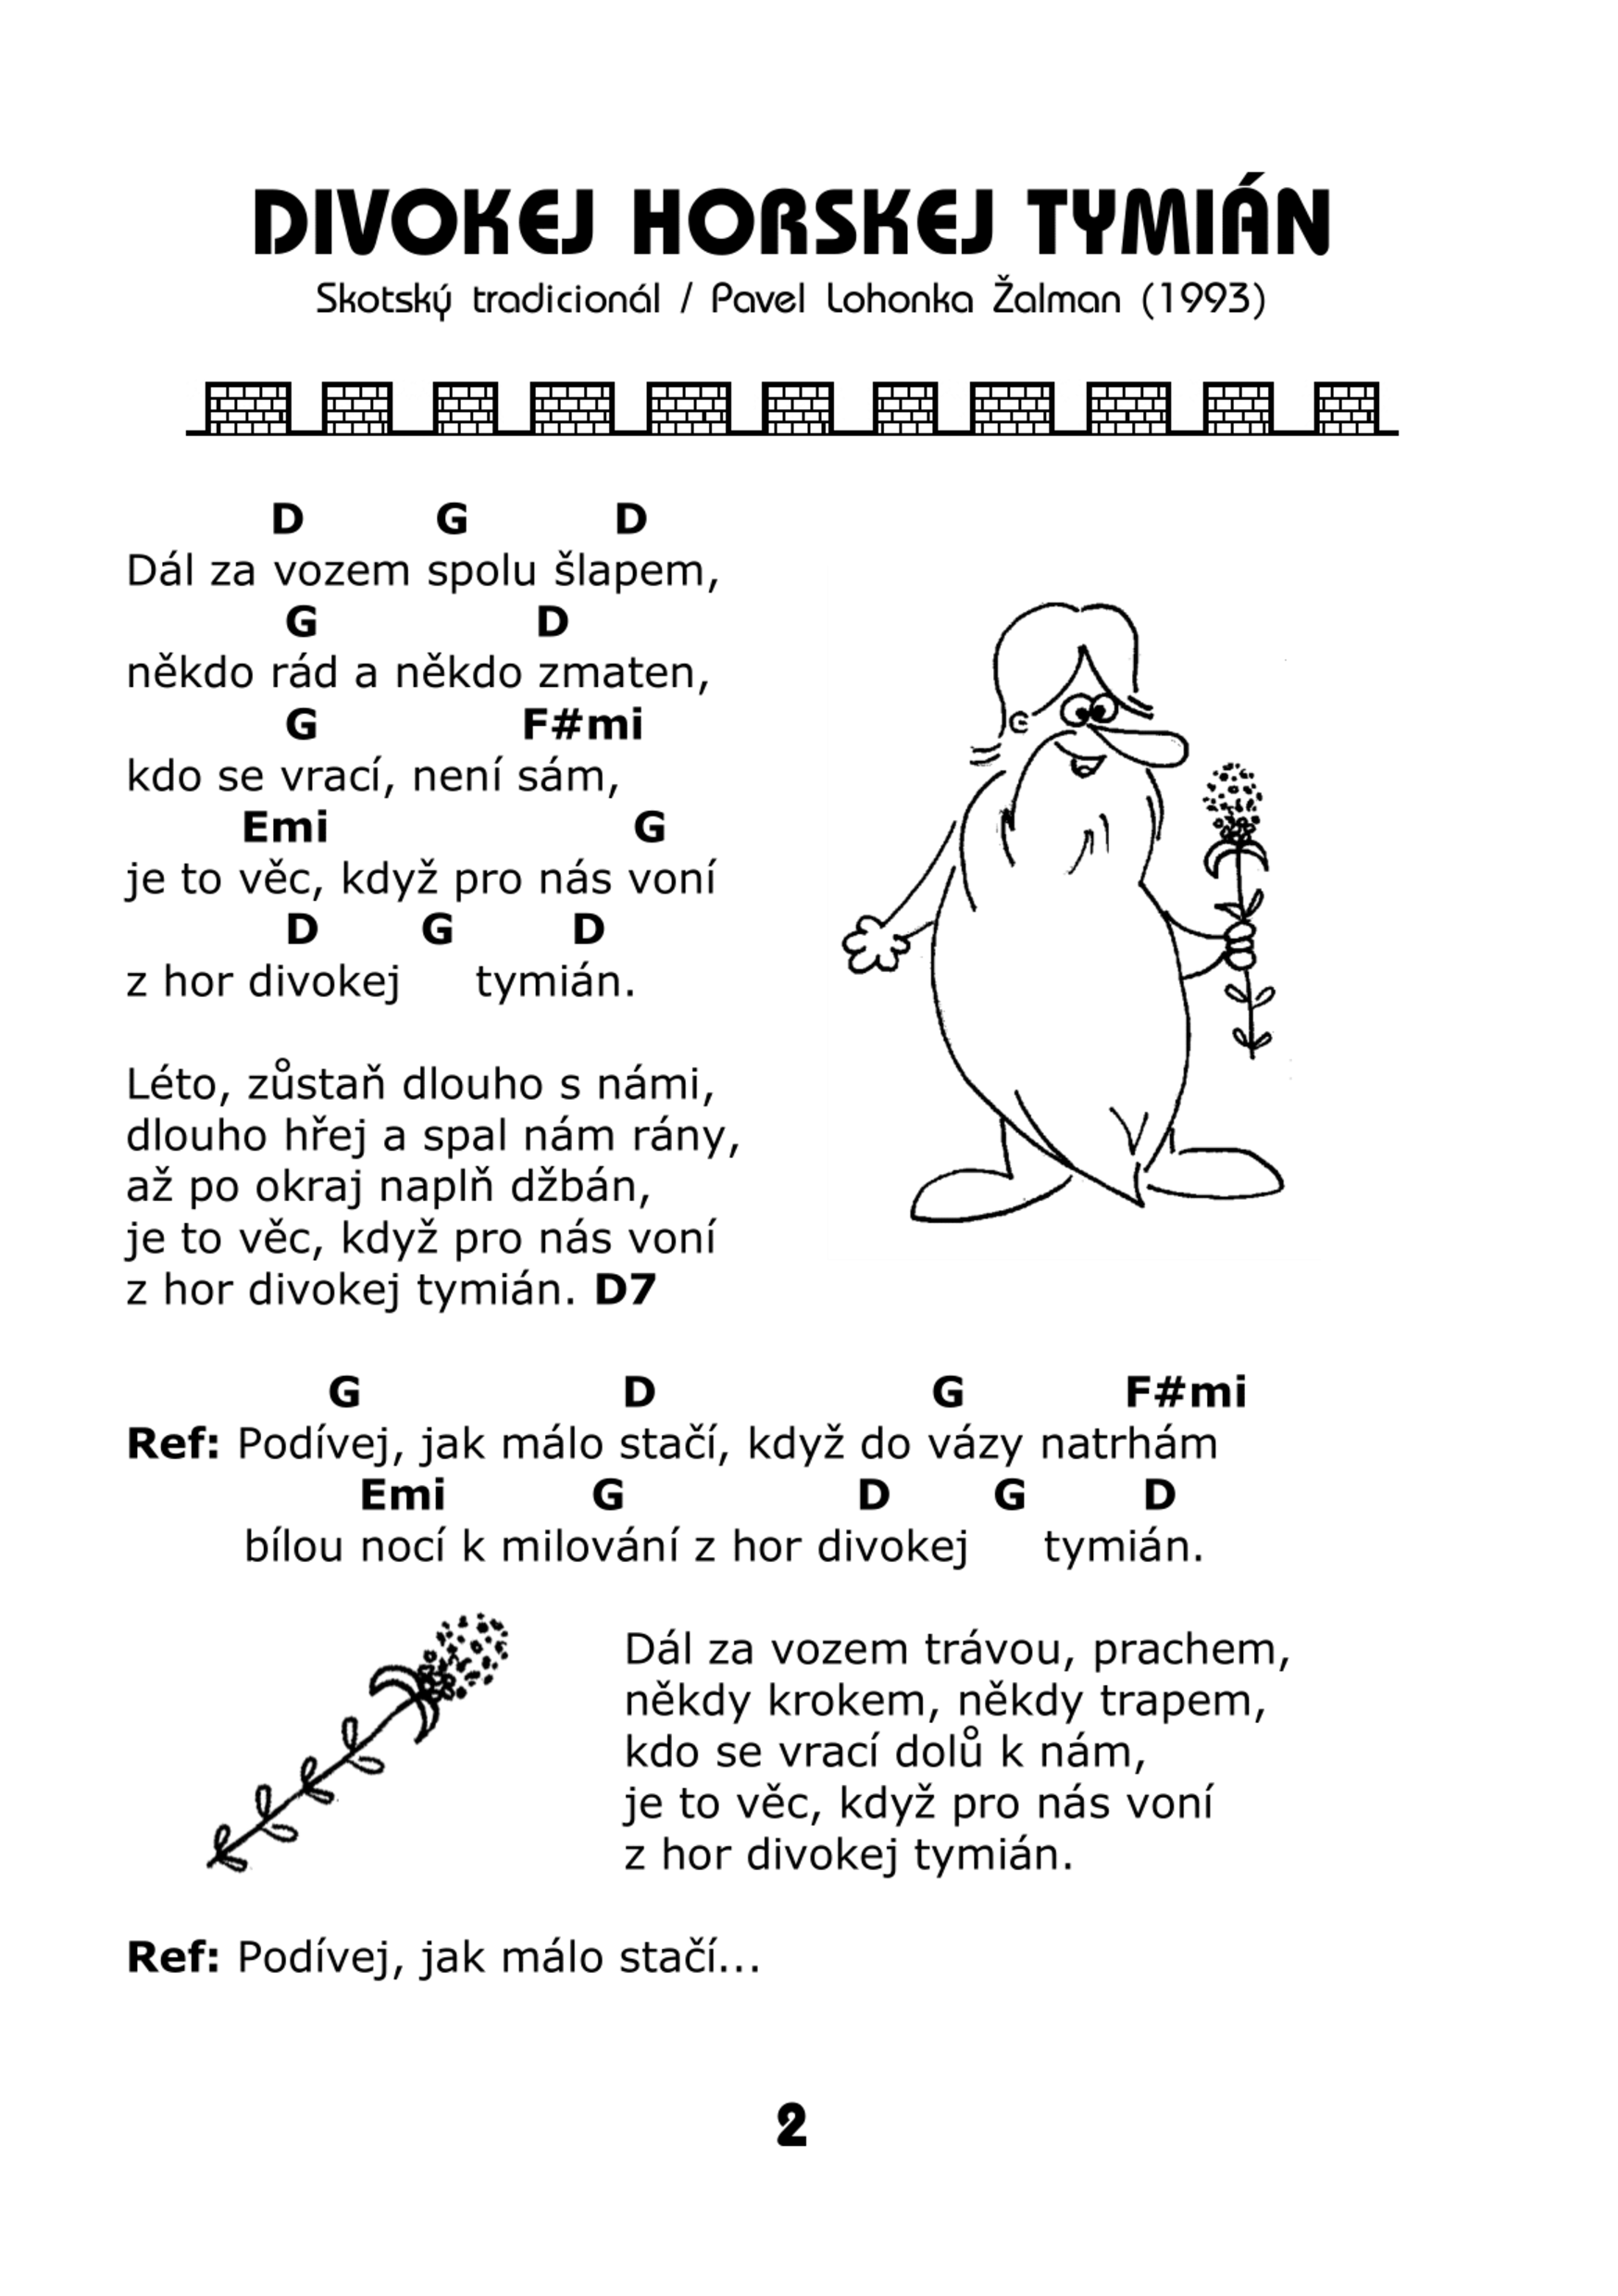 DIVOKEJ HORSKEJ TYMIÁN
Skotský tradicionál / Pavel Lohonka Žalman (1993)
D G D
Dál za vozem spolu šlapem,
G D
někdo rád a někdo zmaten,
G F#mi
kdo se vrací, není sám,
Emi G
je to věc, když pro nás voní
D G D
z hor divokej tymián.
Léto, zůstaň dlouho s námi,
dlouho hřej a spal nám rány,
až po okraj naplň džbán,
je to věc, když pro nás voní
z hor divokej tymián. D7
G D G F#mi
Ref: Podívej, jak málo stačí, když do vázy natrhám
Emi G D G D
bílou nocí k milování z hor divokej tymián.
Dál za vozem trávou, prachem,
někdy krokem, někdy trapem,
kdo se vrací dolů k nám,
je to věc, když pro nás voní
z hor divokej tymián.
Ref: Podívej, jak málo stačí...
2